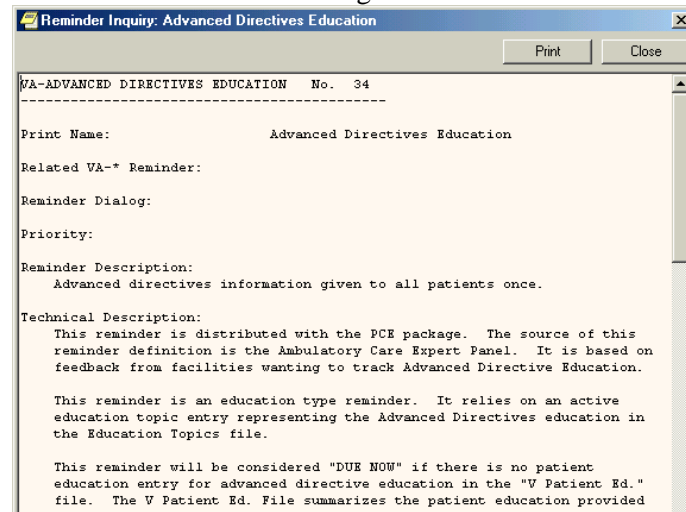 Reminder Inquiry: Advanced Directives Education
Print Close
VA-ADVANCED DIRECTIVES EDUCATION No. 34
--------------------------------------------
Print Name: Advanced Directives Education
Related VA-* Reminder:
Reminder Dialog:
Priority:
Reminder Description:
Advanced directives information given to all patients once.
Technical Description:
This reminder is distributed with the PCE package. The source of this
reminder definition is the Ambulatory Care Expert Panel. It is based on
feedback from facilities wanting to track Advanced Directive Education.
This reminder is an education type reminder. It relies on an active
education topic entry representing the Advanced Directives education in
the Education Topics file.
This reminder will be considered "DUE NOW" if there is no patient
education entry for advanced directive education in the "V Patient Ed."
file. The V Patient Ed. File summarizes the patient education provided